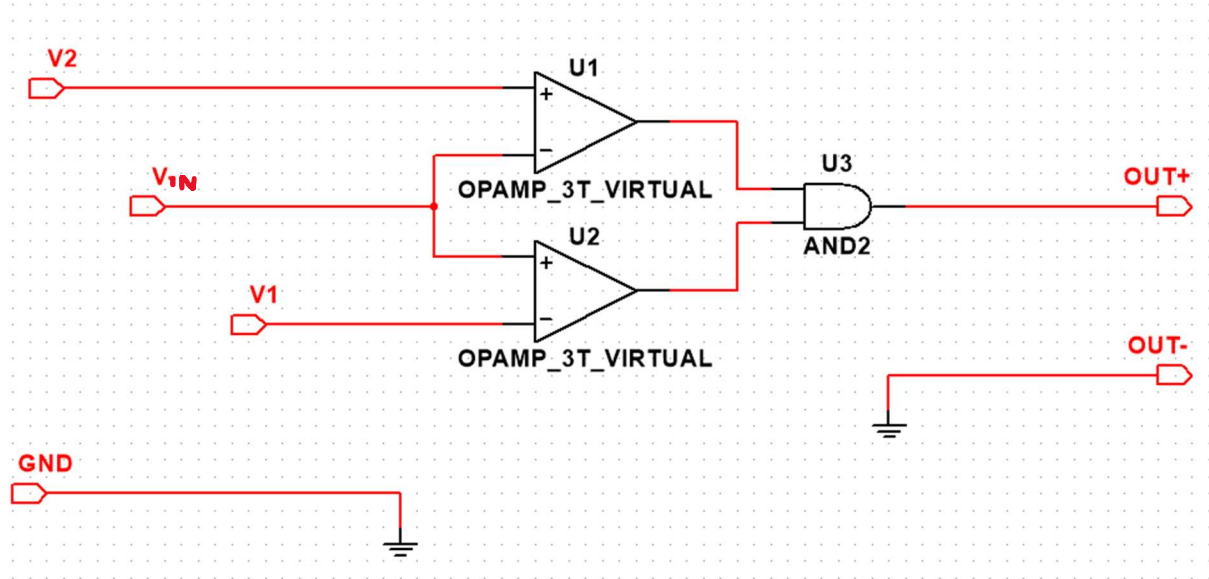 V2
U1
+
−
OPAMP_3T_VIRTUAL
VIN
U3
OUT+
AND2
U2
+
−
OPAMP_3T_VIRTUAL
V1
OUT-
GND